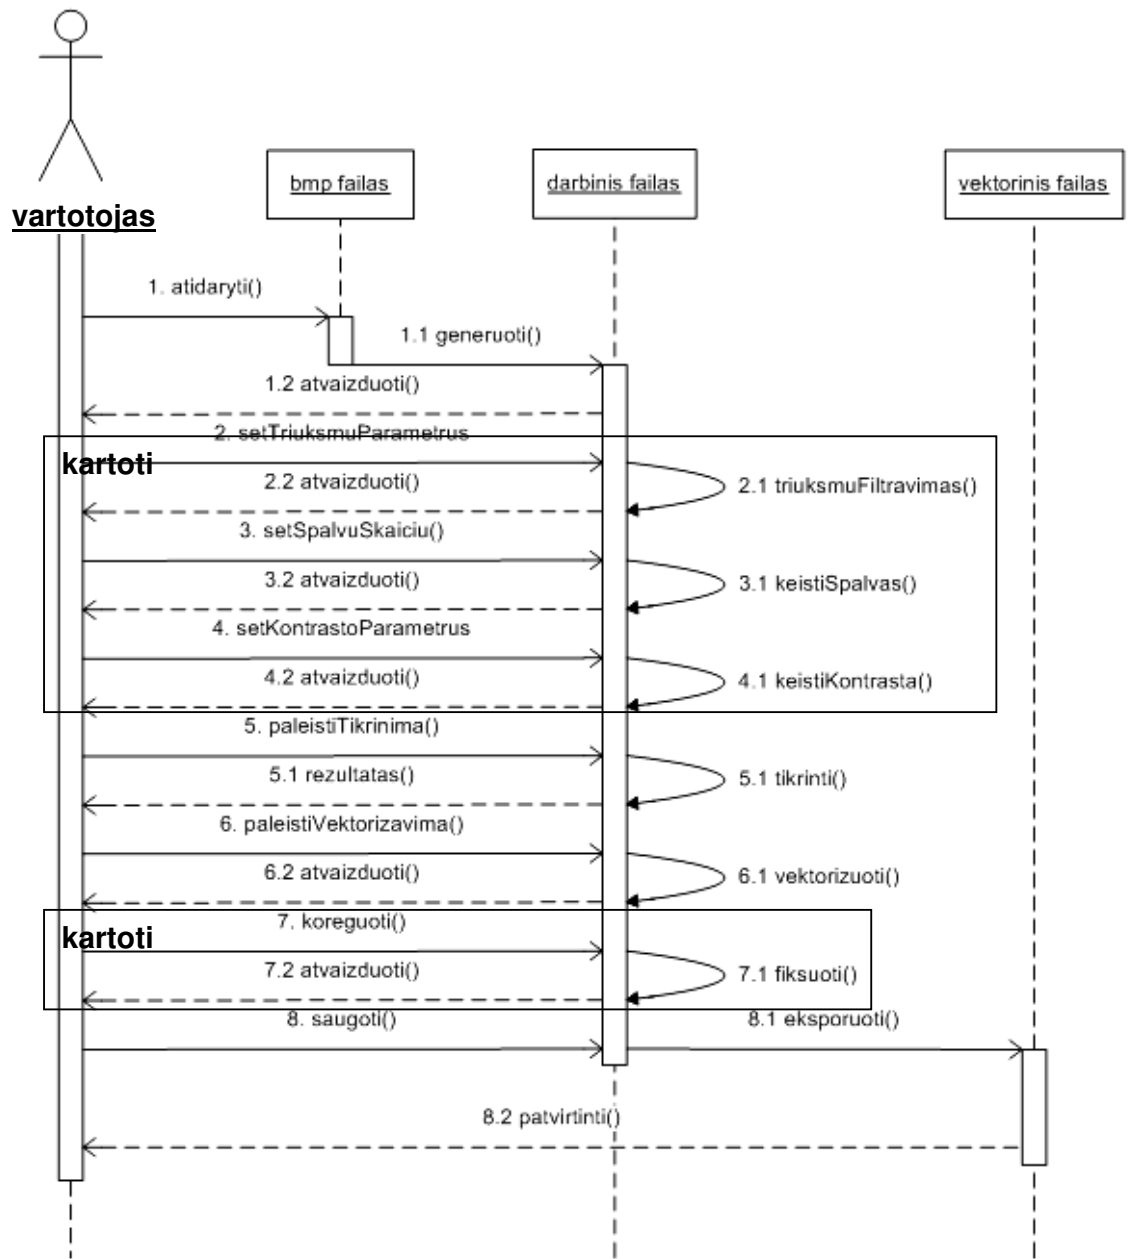 bmp failas
darbinis failas
vektorinis failas
vartotojas
1. atidaryti()
1.1 generuoti()
1.2 atvaizduoti()
2. setTriuksmuParametrus
kartoti
2.2 atvaizduoti()
2.1 triuksmuFiltravimas()
3. setSpalvuSkaiciu()
3.2 atvaizduoti()
3.1 keistiSpalvas()
4. setKontrastoParametrus
4.2 atvaizduoti()
4.1 keistiKontrasta()
5. paleistiTikrinima()
5.1 rezultatas()
5.1 tikrinti()
6. paleistiVektorizavima()
6.2 atvaizduoti()
6.1 vektorizuoti()
7. koreguoti()
kartoti
7.2 atvaizduoti()
7.1 fiksuoti()
8. saugoti()
8.1 eksporuoti()
8.2 patvirtinti()